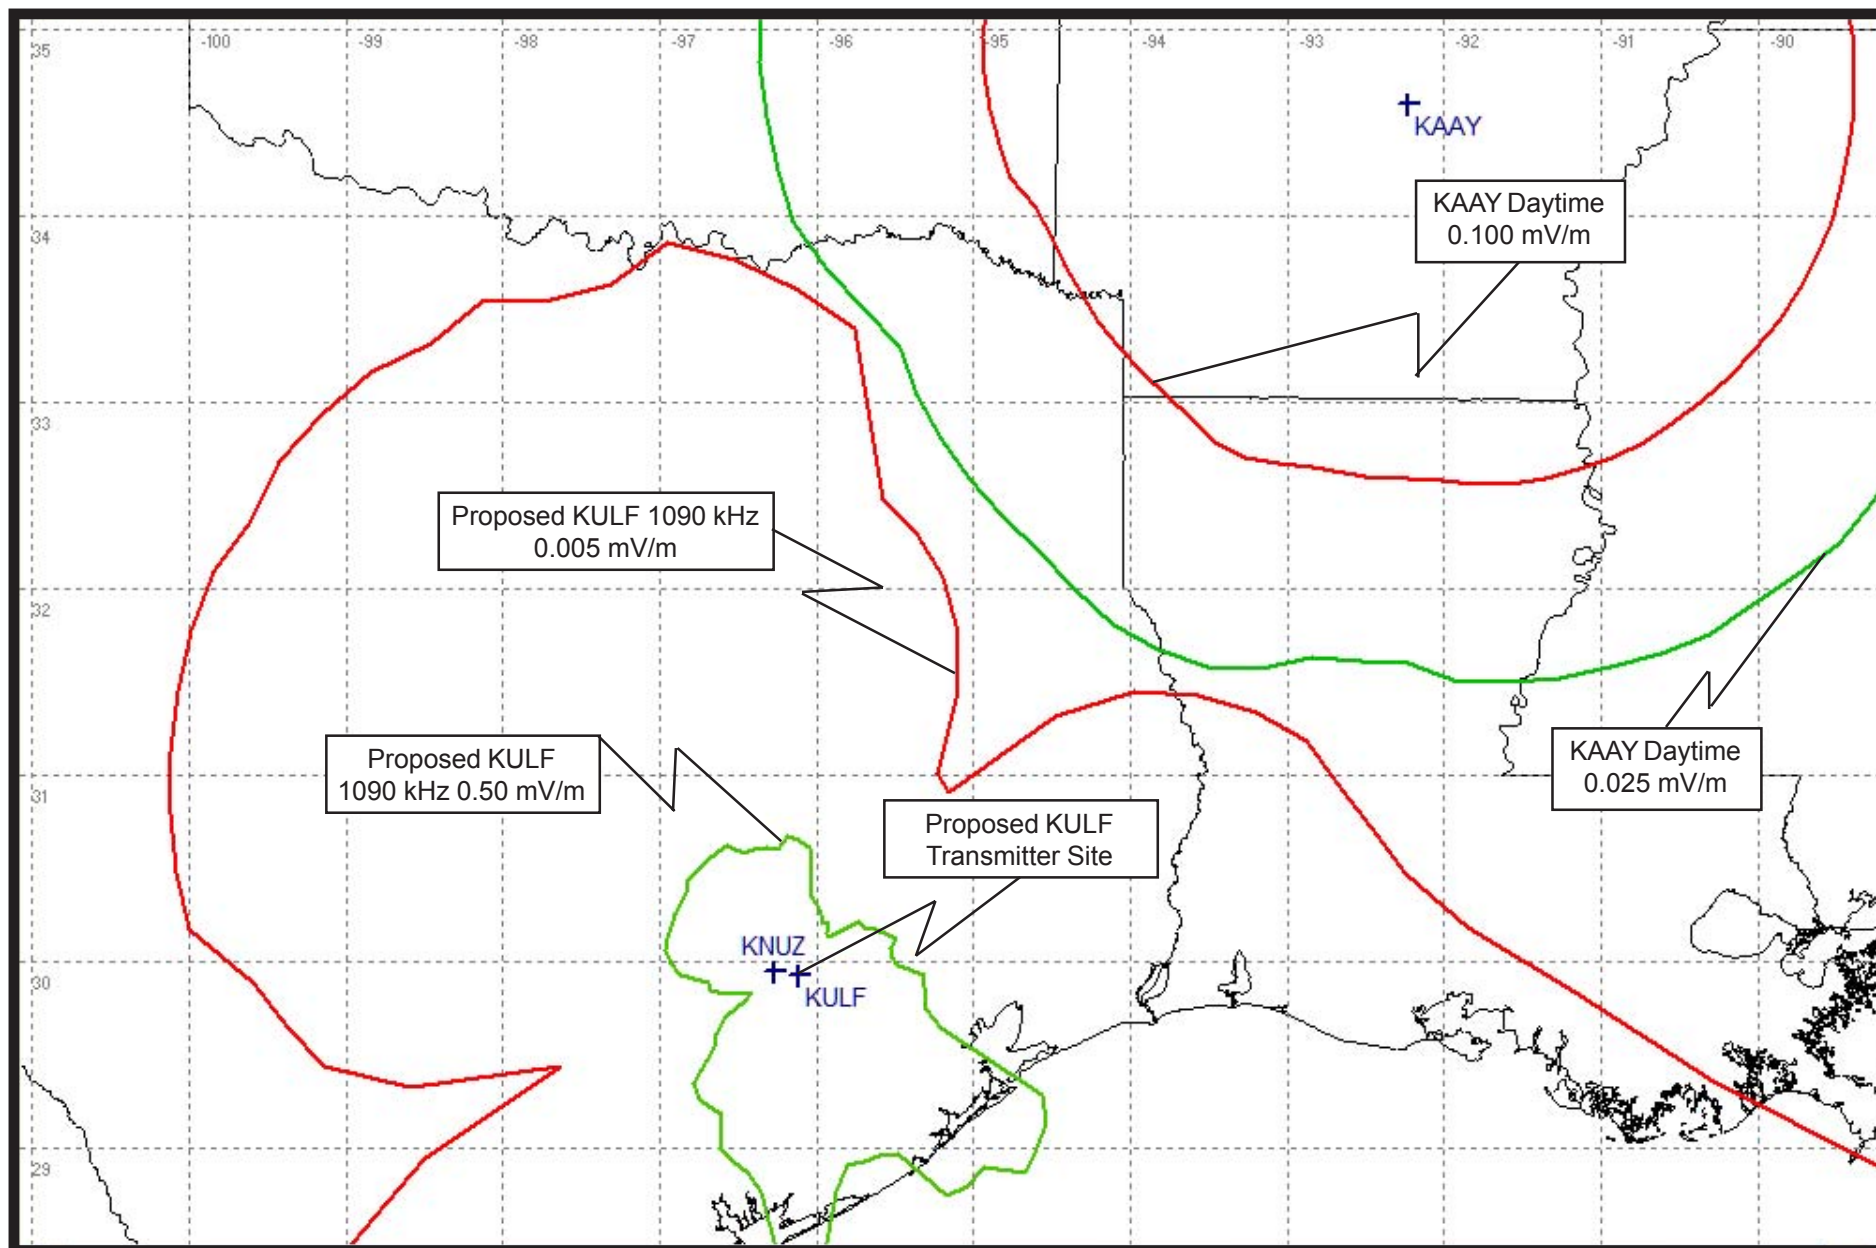 -100
-99
-98
-97
-96
-95
-94
-93
-92
-91
-90
35
KAAY
KAAY Daytime
0.100 mV/m
34
33
Proposed KULF 1090 kHz
0.005 mV/m
32
KAAY Daytime
0.025 mV/m
Proposed KULF
1090 kHz 0.50 mV/m
31
Proposed KULF
Transmitter Site
KNUZ
KULF
30
29